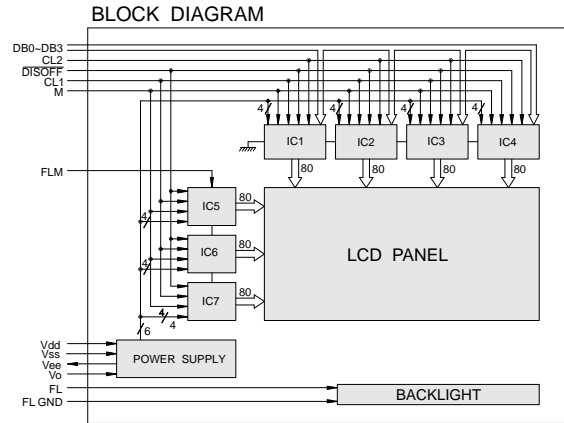 BLOCK DIAGRAM
DB0~DB3
CL2
DISOFF
CL1
M
4 4 4 4
IC1 IC2 IC3 IC4
80 80 80 80
FLM
IC5 80
4
IC6 80
4
LCD PANEL
IC7 80
4
4
6
Vdd
Vss
Vee
Vo
POWER SUPPLY
FL
FL GND
BACKLIGHT